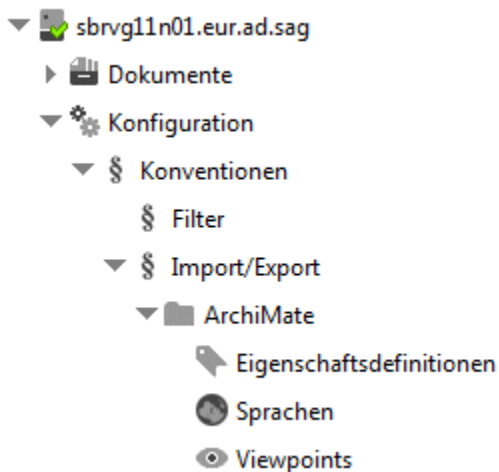 sbrvg11n01.eur.ad.sag
Dokumente
Konfiguration
§ Konventionen
§ Filter
§ Import/Export
ArchiMate
Eigenschaftsdefinitionen
Sprachen
Viewpoints